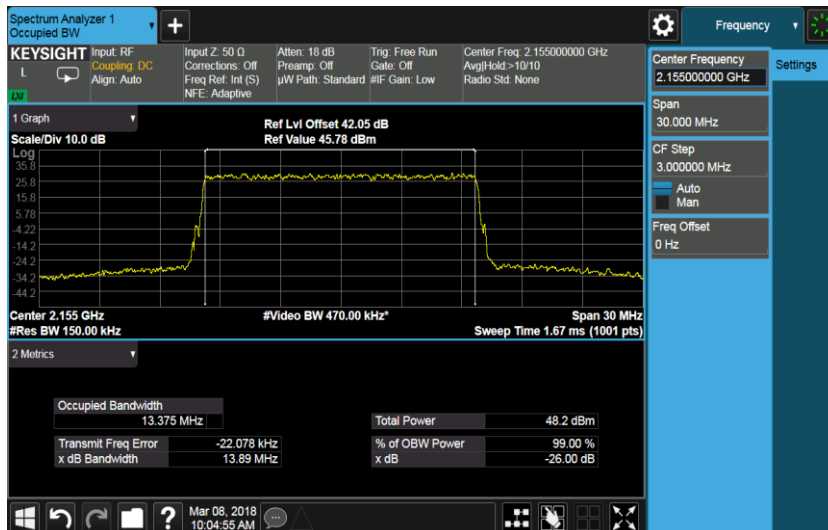 Spectrum Analyzer 1
Occupied BW
Frequency
KEYSIGHT
L
LXI
Input: RF
Coupling: DC
Align: Auto
Input Z: 50 Ω
Corrections: Off
Freq Ref: Int (S)
NFE: Adaptive
Atten: 18 dB
Preamp: Off
µW Path: Standard
Trig: Free Run
Gate: Off
#IF Gain: Low
Center Freq: 2.155000000 GHz
Avg|Hold:>10/10
Radio Std: None
1 Graph
Scale/Div 10.0 dB
Ref Lvl Offset 42.05 dB
Ref Value 45.78 dBm
Log
35.8
25.8
15.8
5.78
-4.22
-14.2
-24.2
-34.2
-44.2
Center 2.155 GHz
#Res BW 150.00 kHz
#Video BW 470.00 kHz*
Span 30 MHz
Sweep Time 1.67 ms (1001 pts)
2 Metrics
Occupied Bandwidth
13.375 MHz
Total Power 48.2 dBm
Transmit Freq Error -22.078 kHz
% of OBW Power 99.00 %
x dB Bandwidth 13.89 MHz
x dB -26.00 dB
Center Frequency
2.155000000 GHz
Settings
Span
30.000 MHz
CF Step
3.000000 MHz
Auto
Man
Freq Offset
0 Hz
?
Mar 08, 2018
10:04:55 AM